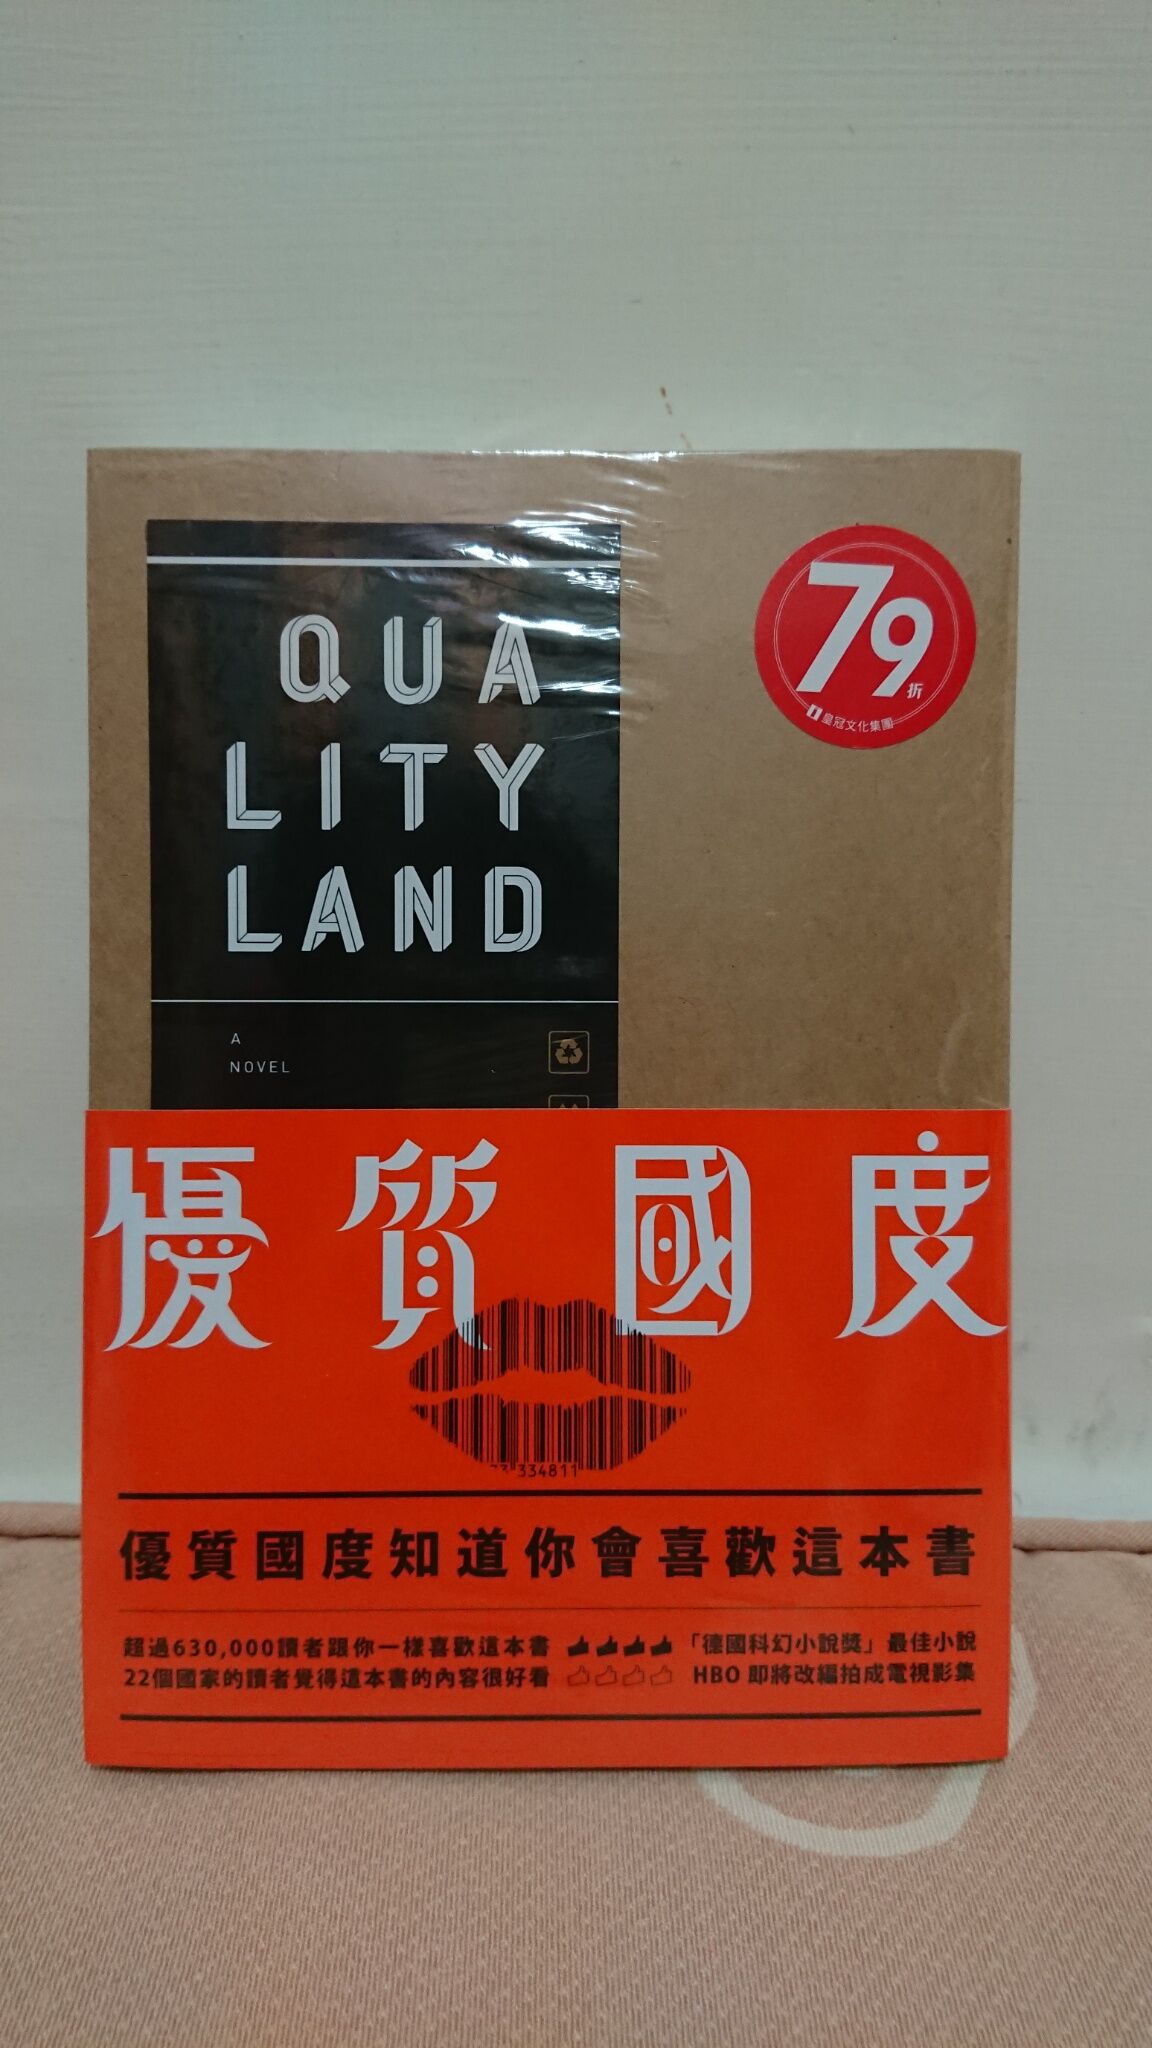 QUA
LITY
LAND
A
NOVEL
79折
皇冠文化集團
優質國度
334811
優質國度知道你會喜歡這本書
超過630,000讀者跟你一樣喜歡這本書
22個國家的讀者覺得這本書的內容很好看
「德國科幻小說獎」最佳小說
HBO 即將改編拍成電視影集